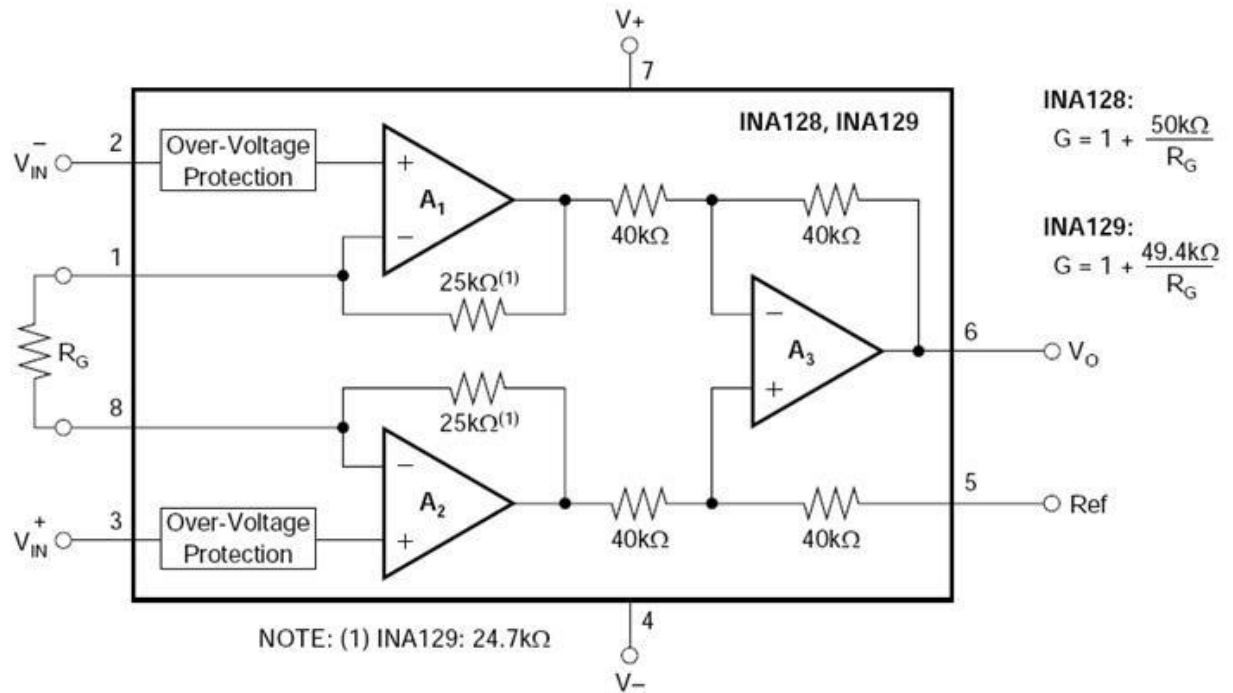 V+
7
INA128, INA129
INA128:
G = 1 + 50kΩ / R_G
INA129:
G = 1 + 49.4kΩ / R_G
V_IN^−
2
Over-Voltage
Protection
+
A₁
−
40kΩ
40kΩ
1
25kΩ⁽¹⁾
R_G
−
A₃
+
6
V_O
8
25kΩ⁽¹⁾
−
A₂
+
V_IN^+
3
Over-Voltage
Protection
40kΩ
40kΩ
5
Ref
4
NOTE: (1) INA129: 24.7kΩ
V−